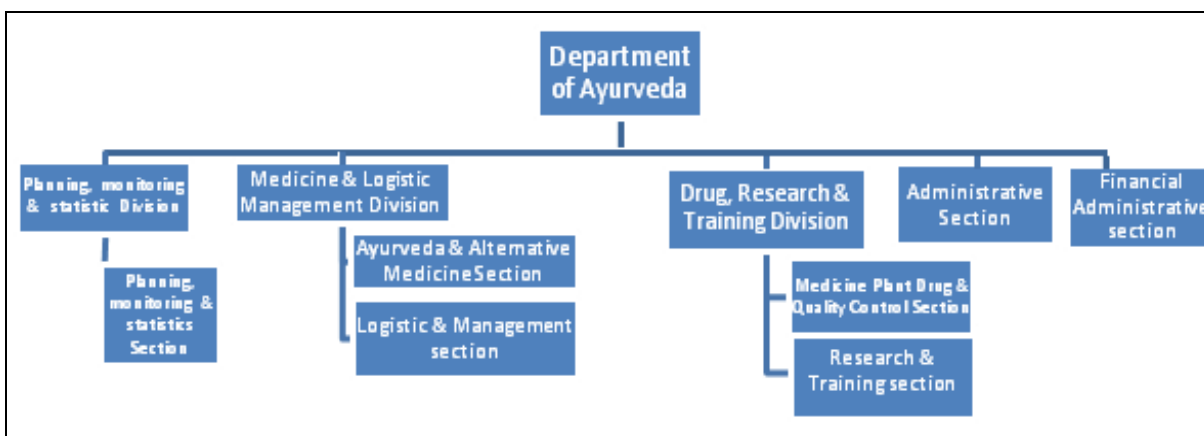 Department
of Ayurveda
Planning, monitoring
& statistic Division
Medicine & Logistic
Management Division
Drug, Research &
Training Division
Administrative
Section
Financial
Administrative
section
Planning,
monitoring &
statistics
Section
Ayurveda & Alternative
Medicine Section
Logistic & Management
section
Medicine Plant Drug &
Quality Control Section
Research &
Training section